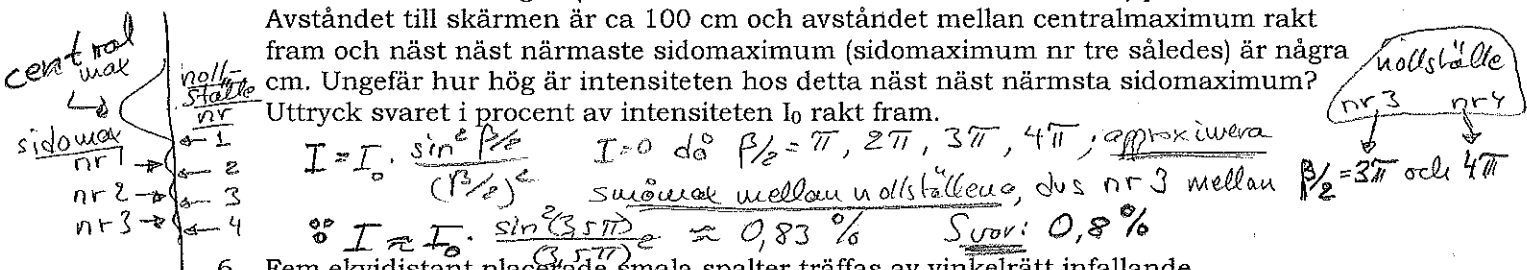 Avståndet till skärmen är ca 100 cm och avståndet mellan centralmaximum rakt
fram och näst näst närmaste sidomaximum (sidomaximum nr tre således) är några
cm. Ungefär hur hög är intensiteten hos detta näst näst närmsta sidomaximum?
Uttryck svaret i procent av intensiteten I₀ rakt fram.
central
max
noll-
ställe
nr
sidomax
nr 1
nr 2
nr 3
1
2
3
4
nollställe
nr 3 nr 4
I = I₀ · sin² β/2 / (β/2)² I=0 då β/2 = π, 2π, 3π, 4π ; approximera
småmax mellan nollställena, dvs nr 3 mellan β/2 = 3π och 4π
∴ I ≈ I₀ · sin²(3,5π) / (3,5π)² ≈ 0,83 % Svar: 0,8 %
6. Fem ekvidistant placerade smala spalter träffas av vinkelrätt infallande